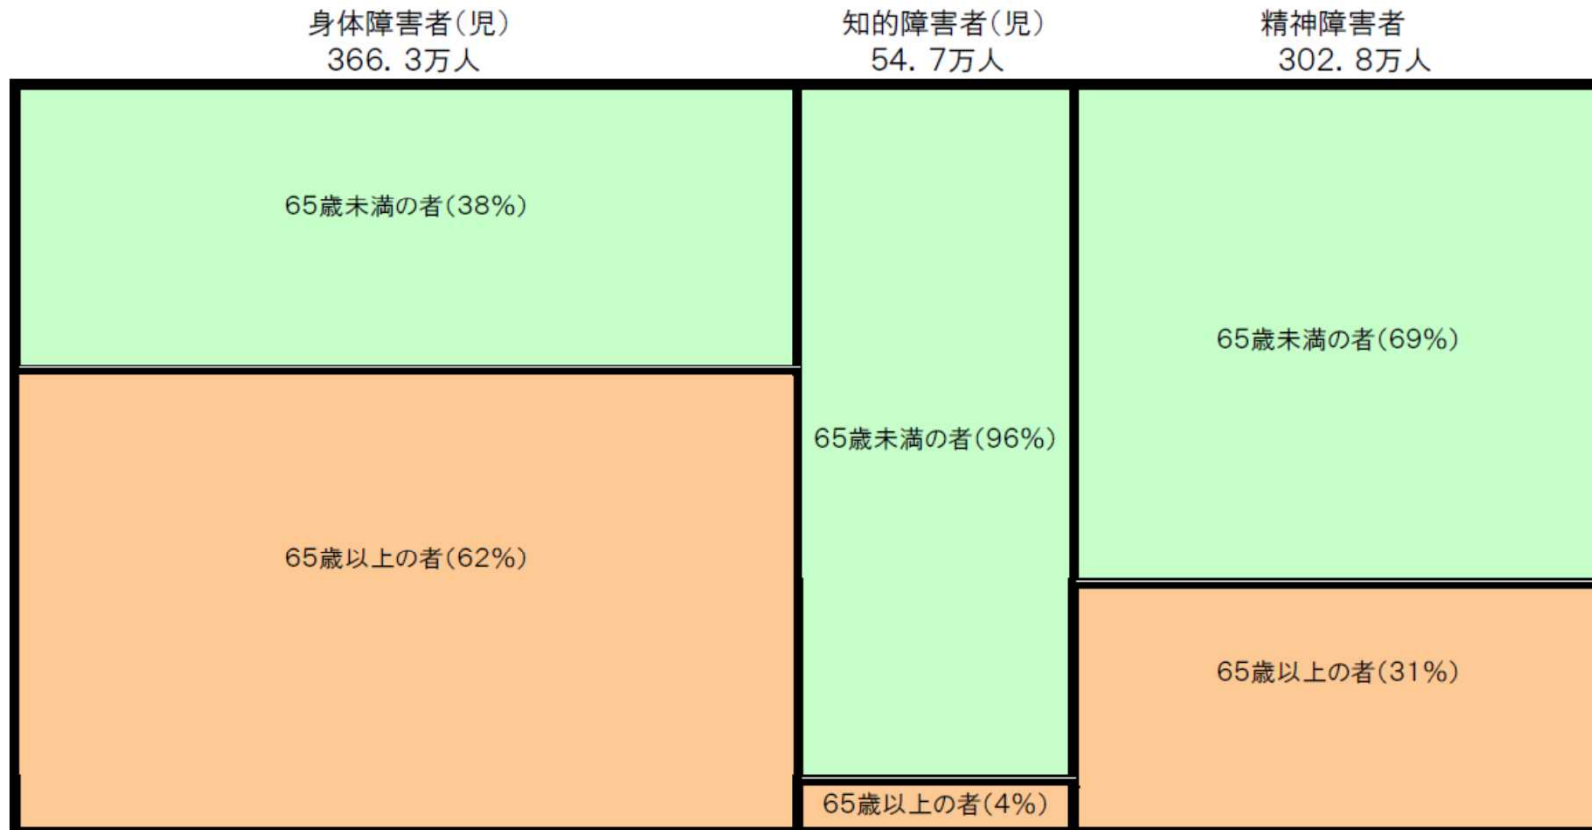 身体障害者(児)
366. 3万人
知的障害者(児)
54. 7万人
精神障害者
302. 8万人
65歳未満の者(38%)
65歳以上の者(62%)
65歳未満の者(96%)
65歳以上の者(4%)
65歳未満の者(69%)
65歳以上の者(31%)